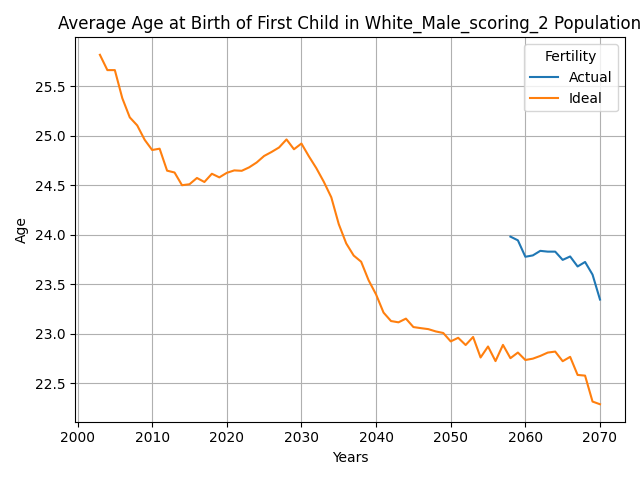 Average Age at Birth of First Child in White_Male_scoring_2 Population
Fertility
Actual
Ideal
Age
25.5
25.0
24.5
24.0
23.5
23.0
22.5
2000 2010 2020 2030 2040 2050 2060 2070
Years